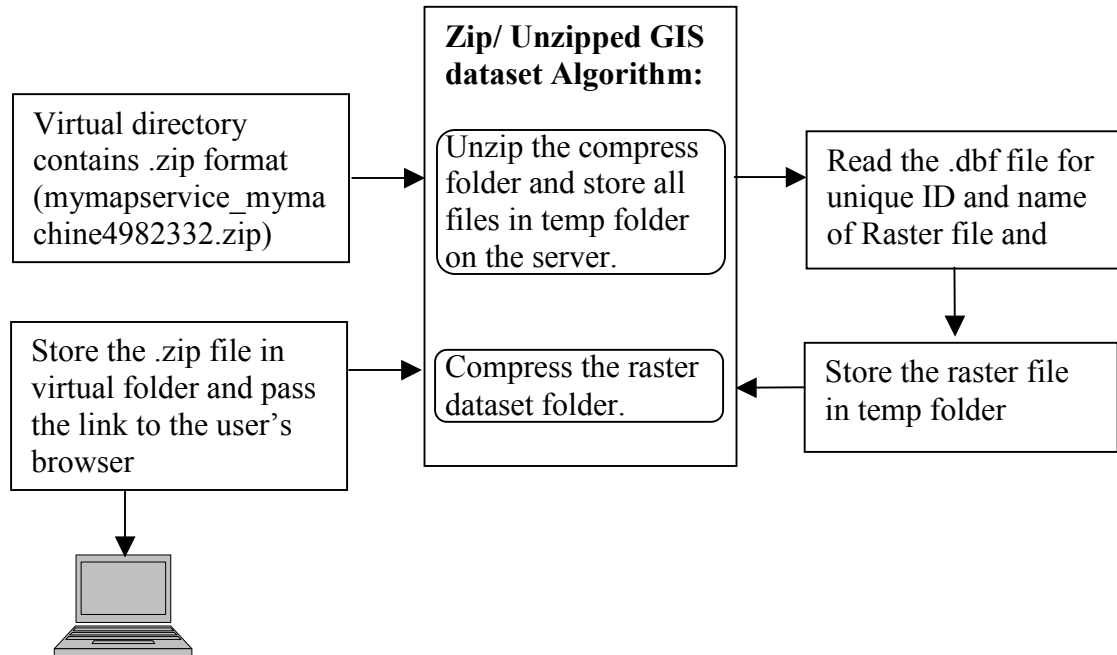 Zip/ Unzipped GIS
dataset Algorithm:
Virtual directory
contains .zip format
(mymapservice_myma
chine4982332.zip)
Unzip the compress
folder and store all
files in temp folder
on the server.
Read the .dbf file for
unique ID and name
of Raster file and
Store the .zip file in
virtual folder and pass
the link to the user’s
browser
Compress the raster
dataset folder.
Store the raster file
in temp folder